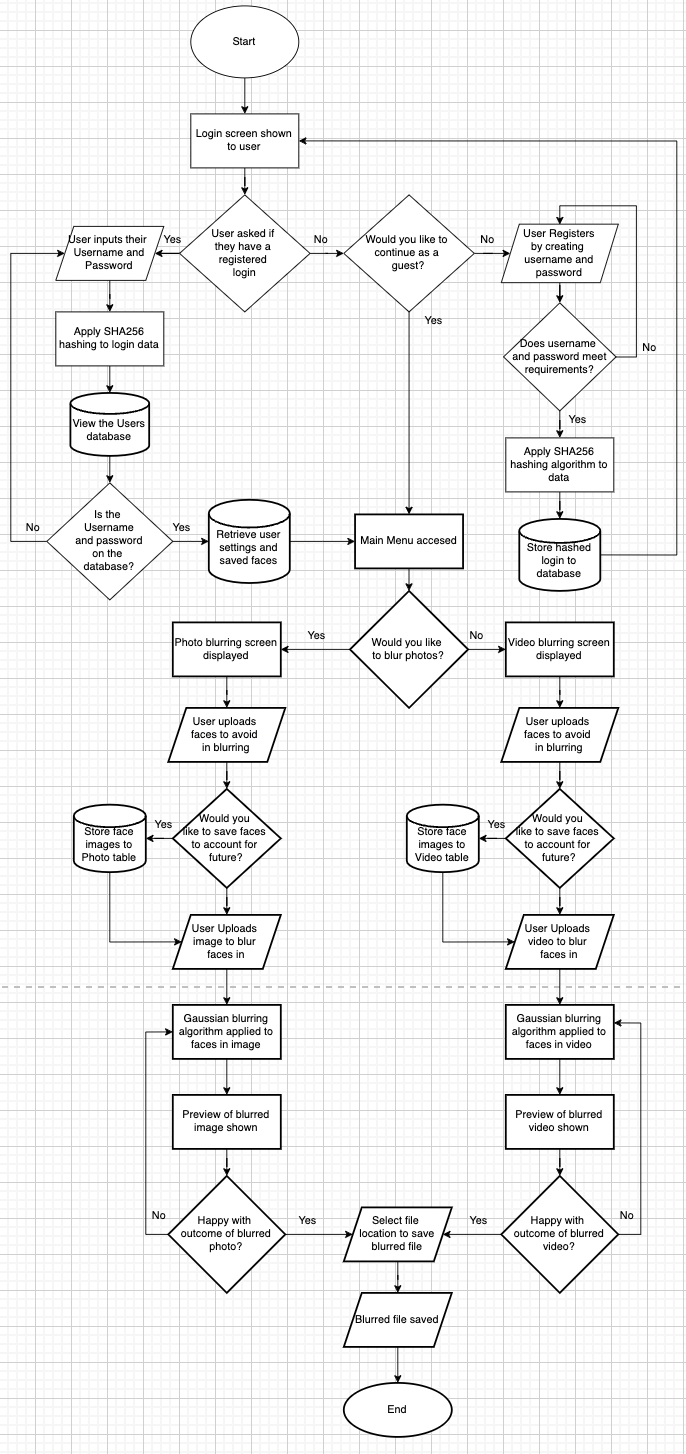 Start
Login screen shown
to user
User inputs their
Username and
Password
Yes
User asked if
they have a
registered
login
No
Would you like to
continue as a
guest?
No
User Registers
by creating
username and
password
Yes
Apply SHA256
hashing to login data
Does username
and password meet
requirements?
No
Yes
View the Users
database
Apply SHA256
hashing algorithm to
data
No
Is the
Username
and password
on the
database?
Yes
Retrieve user
settings and
saved faces
Main Menu accesed
Store hashed
login to
database
Photo blurring screen
displayed
Yes
Would you like
to blur photos?
No
Video blurring screen
displayed
User uploads
faces to avoid
in blurring
User uploads
faces to avoid
in blurring
Store face
images to
Photo table
Yes
Would you
like to save faces
to account for
future?
Store face
images to
Video table
Yes
Would you
like to save faces
to account for
future?
User Uploads
image to blur
faces in
User Uploads
video to blur
faces in
Gaussian blurring
algorithm applied to
faces in image
Gaussian blurring
algorithm applied to
faces in video
Preview of blurred
image shown
Preview of blurred
video shown
No
Happy with
outcome of blurred
photo?
Yes
Select file
location to save
blurred file
Yes
Happy with
outcome of blurred
video?
No
Blurred file saved
End